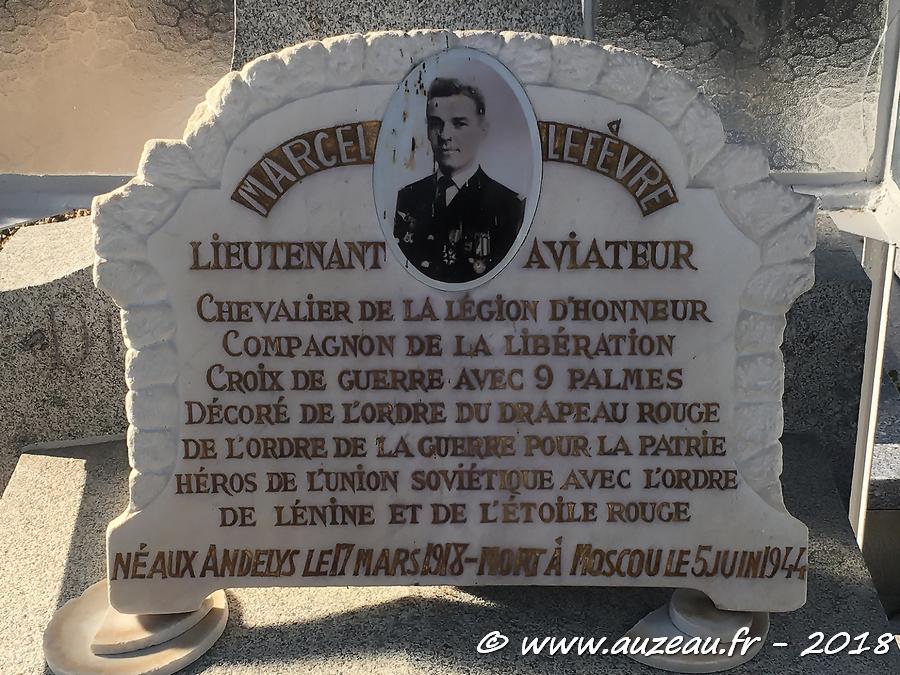 MARCEL LEFÈVRE
LIEUTENANT AVIATEUR
CHEVALIER DE LA LÉGION D'HONNEUR
COMPAGNON DE LA LIBÉRATION
CROIX DE GUERRE AVEC 9 PALMES
DÉCORÉ DE L'ORDRE DU DRAPEAU ROUGE
DE L'ORDRE DE LA GUERRE POUR LA PATRIE
HÉROS DE L'UNION SOVIÉTIQUE AVEC L'ORDRE
DE LÉNINE ET DE L'ÉTOILE ROUGE
NÉ AUX ANDELYS LE 17 MARS 1918 - MORT À MOSCOU LE 5 JUIN 1944
© www.auzeau.fr - 2018